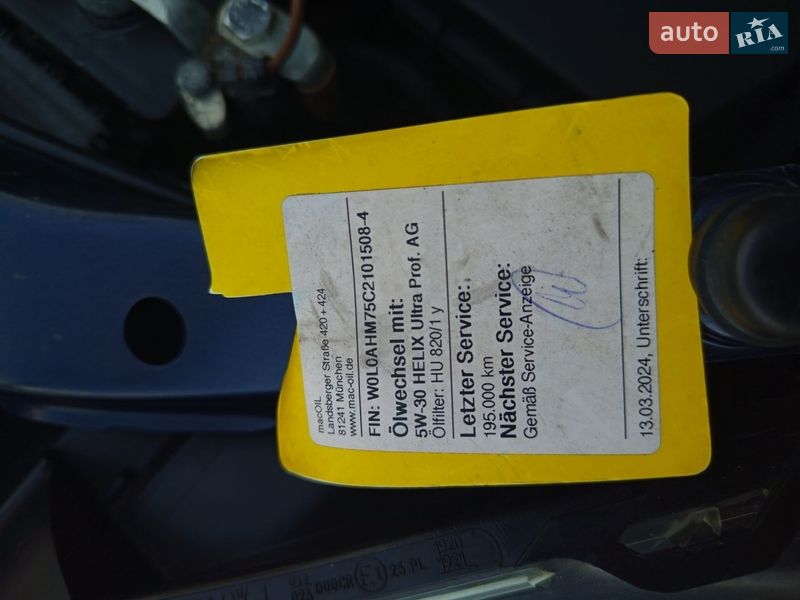 auto RIA
macOIL
Landsberger Straße 420 + 424
81241 München
www.mac-oil.de
FIN: W0L0AHM75C2101508-4
Ölwechsel mit:
5W-30 HELIX Ultra Prof. AG
Ölfilter: HU 820/1 y
Letzter Service:
195.000 km
Nächster Service:
Gemäß Service-Anzeige
13.03.2024, Unterschrift: